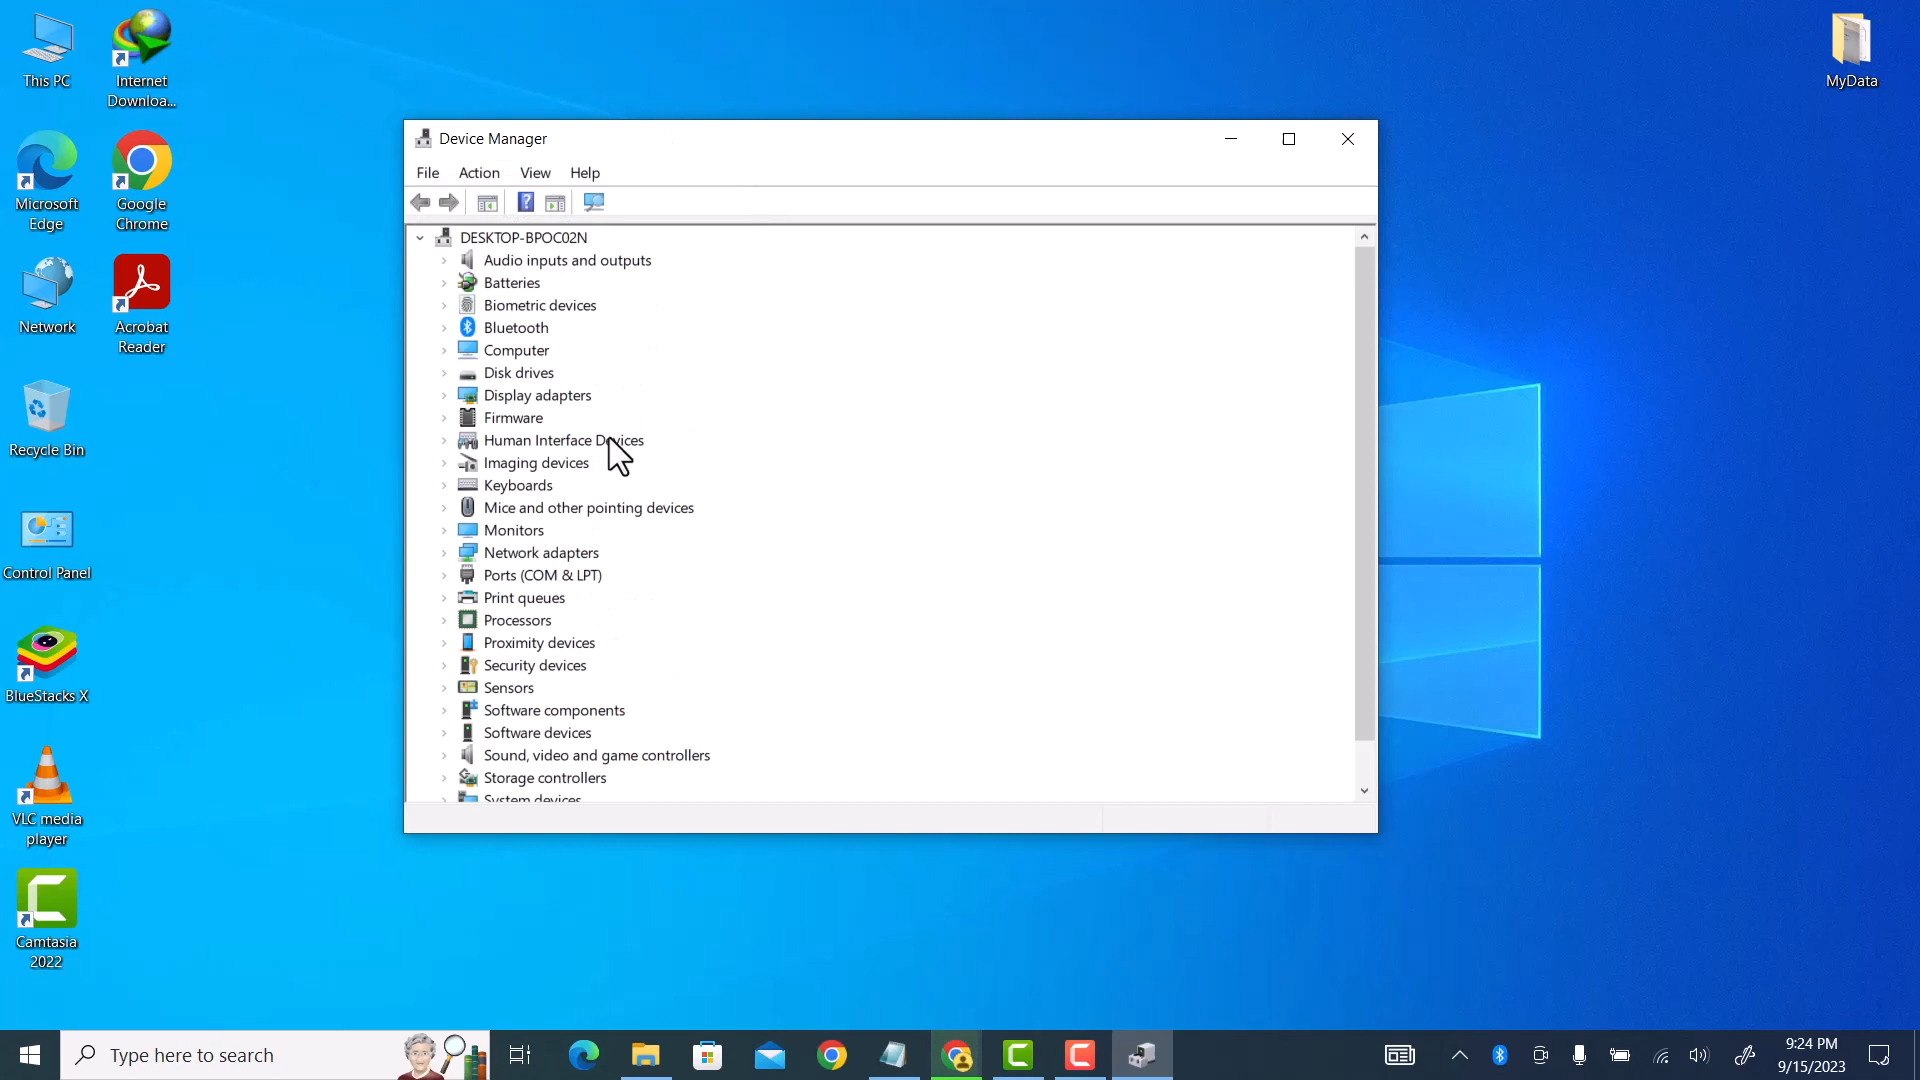 This PC
Internet
Downloa...
Microsoft
Edge
Google
Chrome
Network
Acrobat
Reader
Recycle Bin
Control Panel
BlueStacks X
VLC media
player
Camtasia
2022
MyData
Device Manager
File Action View Help
DESKTOP-BPOC02N
Audio inputs and outputs
Batteries
Biometric devices
Bluetooth
Computer
Disk drives
Display adapters
Firmware
Human Interface Devices
Imaging devices
Keyboards
Mice and other pointing devices
Monitors
Network adapters
Ports (COM & LPT)
Print queues
Processors
Proximity devices
Security devices
Sensors
Software components
Software devices
Sound, video and game controllers
Storage controllers
System devices
Type here to search
9:24 PM
9/15/2023